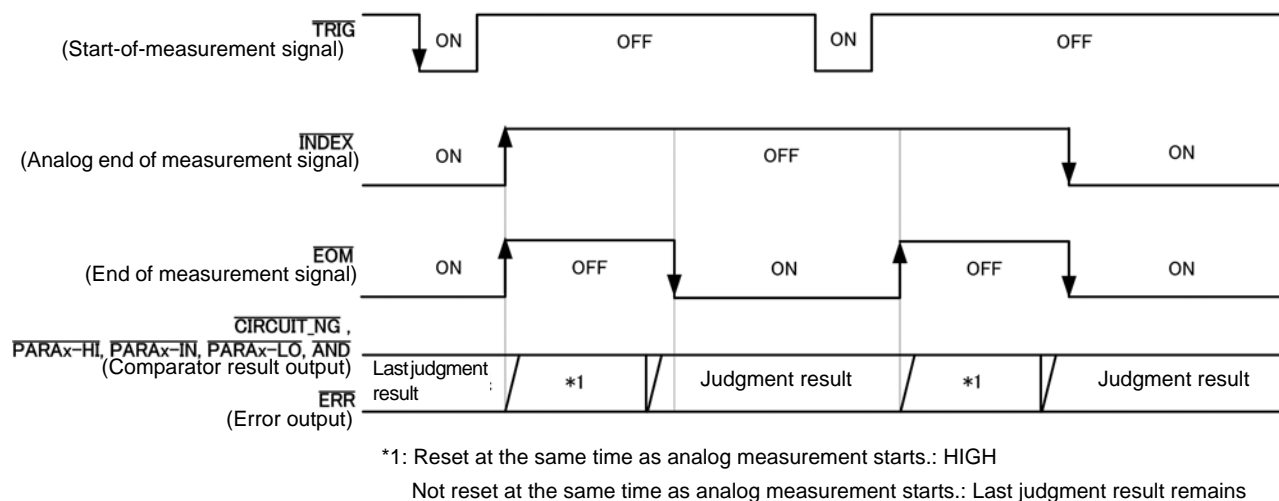 TRIG
(Start-of-measurement signal)
ON OFF ON OFF
INDEX
(Analog end of measurement signal)
ON OFF ON
EOM
(End of measurement signal)
ON OFF ON OFF ON
CIRCUIT_NG ,
PARAx-HI, PARAx-IN, PARAx-LO, AND
(Comparator result output)
Last judgment
result
*1 Judgment result *1 Judgment result
ERR
(Error output)
*1: Reset at the same time as analog measurement starts.: HIGH
Not reset at the same time as analog measurement starts.: Last judgment result remains